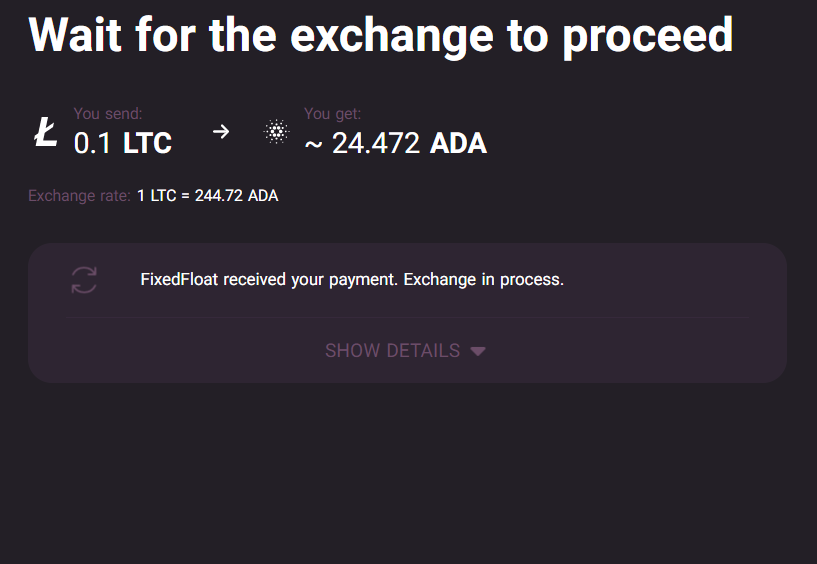 Wait for the exchange to proceed
You send:
0.1 LTC
You get:
~ 24.472 ADA
Exchange rate: 1 LTC = 244.72 ADA
FixedFloat received your payment. Exchange in process.
SHOW DETAILS